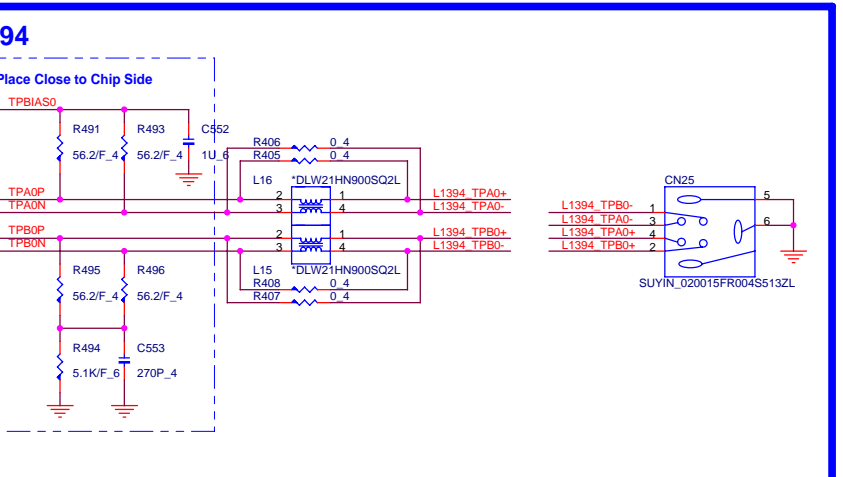 94
Place Close to Chip Side
TPBIAS0
R491
R493
C552
56.2/F_4
56.2/F_4
1U_6
R406
0_4
R405
0_4
L16
*DLW21HN900SQ2L
TPA0P
2
1
L1394_TPA0+
TPA0N
3
4
L1394_TPA0-
TPB0P
2
1
L1394_TPB0+
TPB0N
3
4
L1394_TPB0-
L15
*DLW21HN900SQ2L
R408
0_4
R407
0_4
R495
R496
56.2/F_4
56.2/F_4
R494
C553
5.1K/F_6
270P_4
CN25
L1394_TPB0-
1
5
L1394_TPA0-
3
6
L1394_TPA0+
4
L1394_TPB0+
2
SUYIN_020015FR004S513ZL